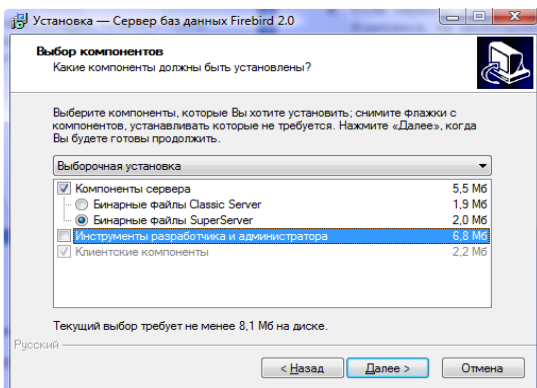 Установка — Сервер баз данных Firebird 2.0
Выбор компонентов
Какие компоненты должны быть установлены?
Выберите компоненты, которые Вы хотите установить; снимите флажки с
компонентов, устанавливать которые не требуется. Нажмите «Далее», когда
Вы будете готовы продолжить.
Выборочная установка
Компоненты сервера 5,5 Мб
Бинарные файлы Classic Server 1,9 Мб
Бинарные файлы SuperServer 2,0 Мб
Инструменты разработчика и администратора 6,8 Мб
Клиентские компоненты 2,2 Мб
Текущий выбор требует не менее 8,1 Мб на диске.
Русский
< Назад Далее > Отмена